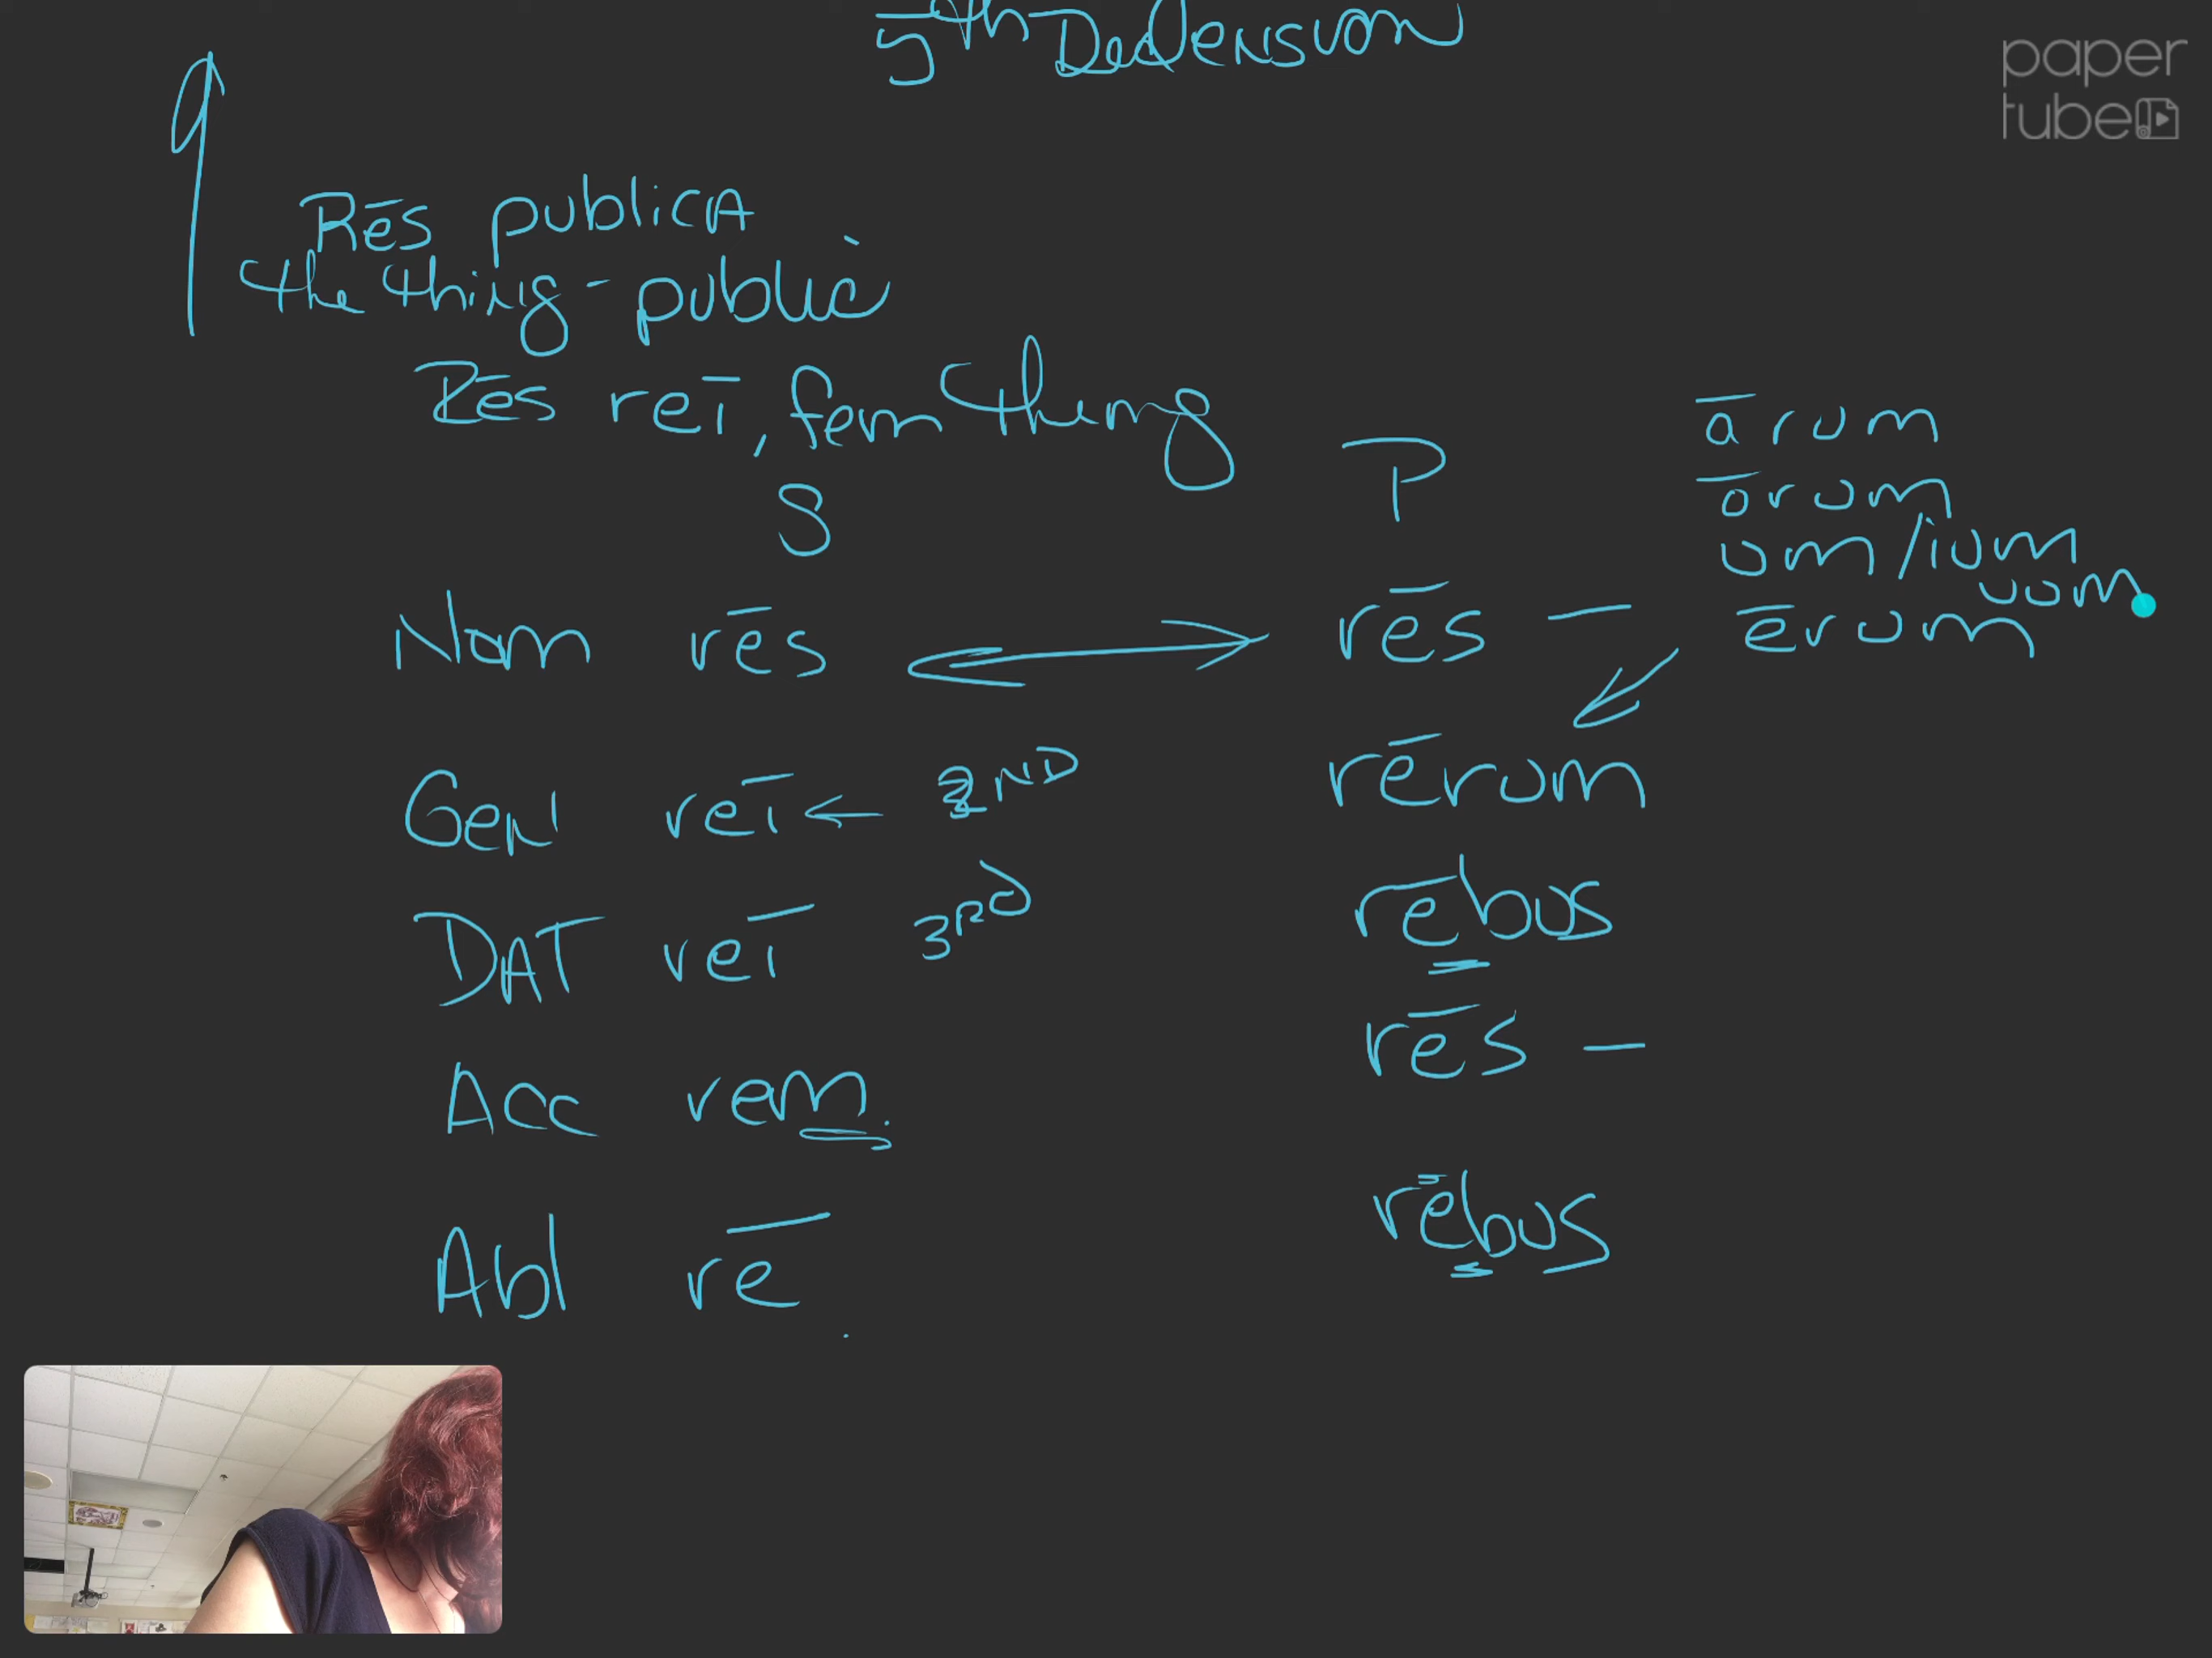 5th Declension
paper
tube
Rēs publica
the thing-public
Rēs reī, fem thing
S P
ārum
ōrum
um/ium
uum
ērum
Nom rēs rēs
Gen reī ← 2ND rērum
DAT reī 3RD rēbus
Acc rem rēs
Abl rē rēbus